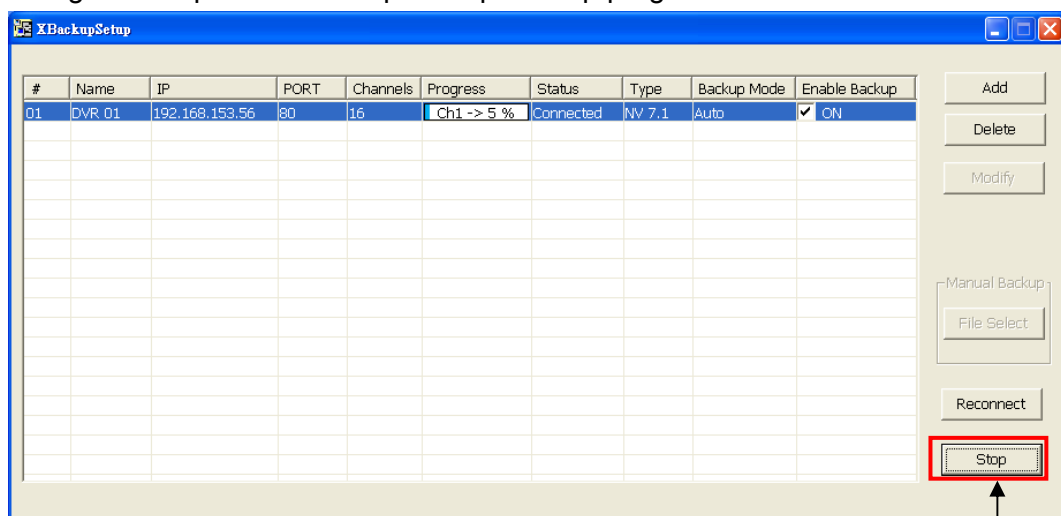 XBackupSetup
# Name IP PORT Channels Progress Status Type Backup Mode Enable Backup
01 DVR 01 192.168.153.56 80 16 Ch1 -> 5 % Connected NV 7.1 Auto ON
Add
Delete
Modify
Manual Backup
File Select
Reconnect
Stop